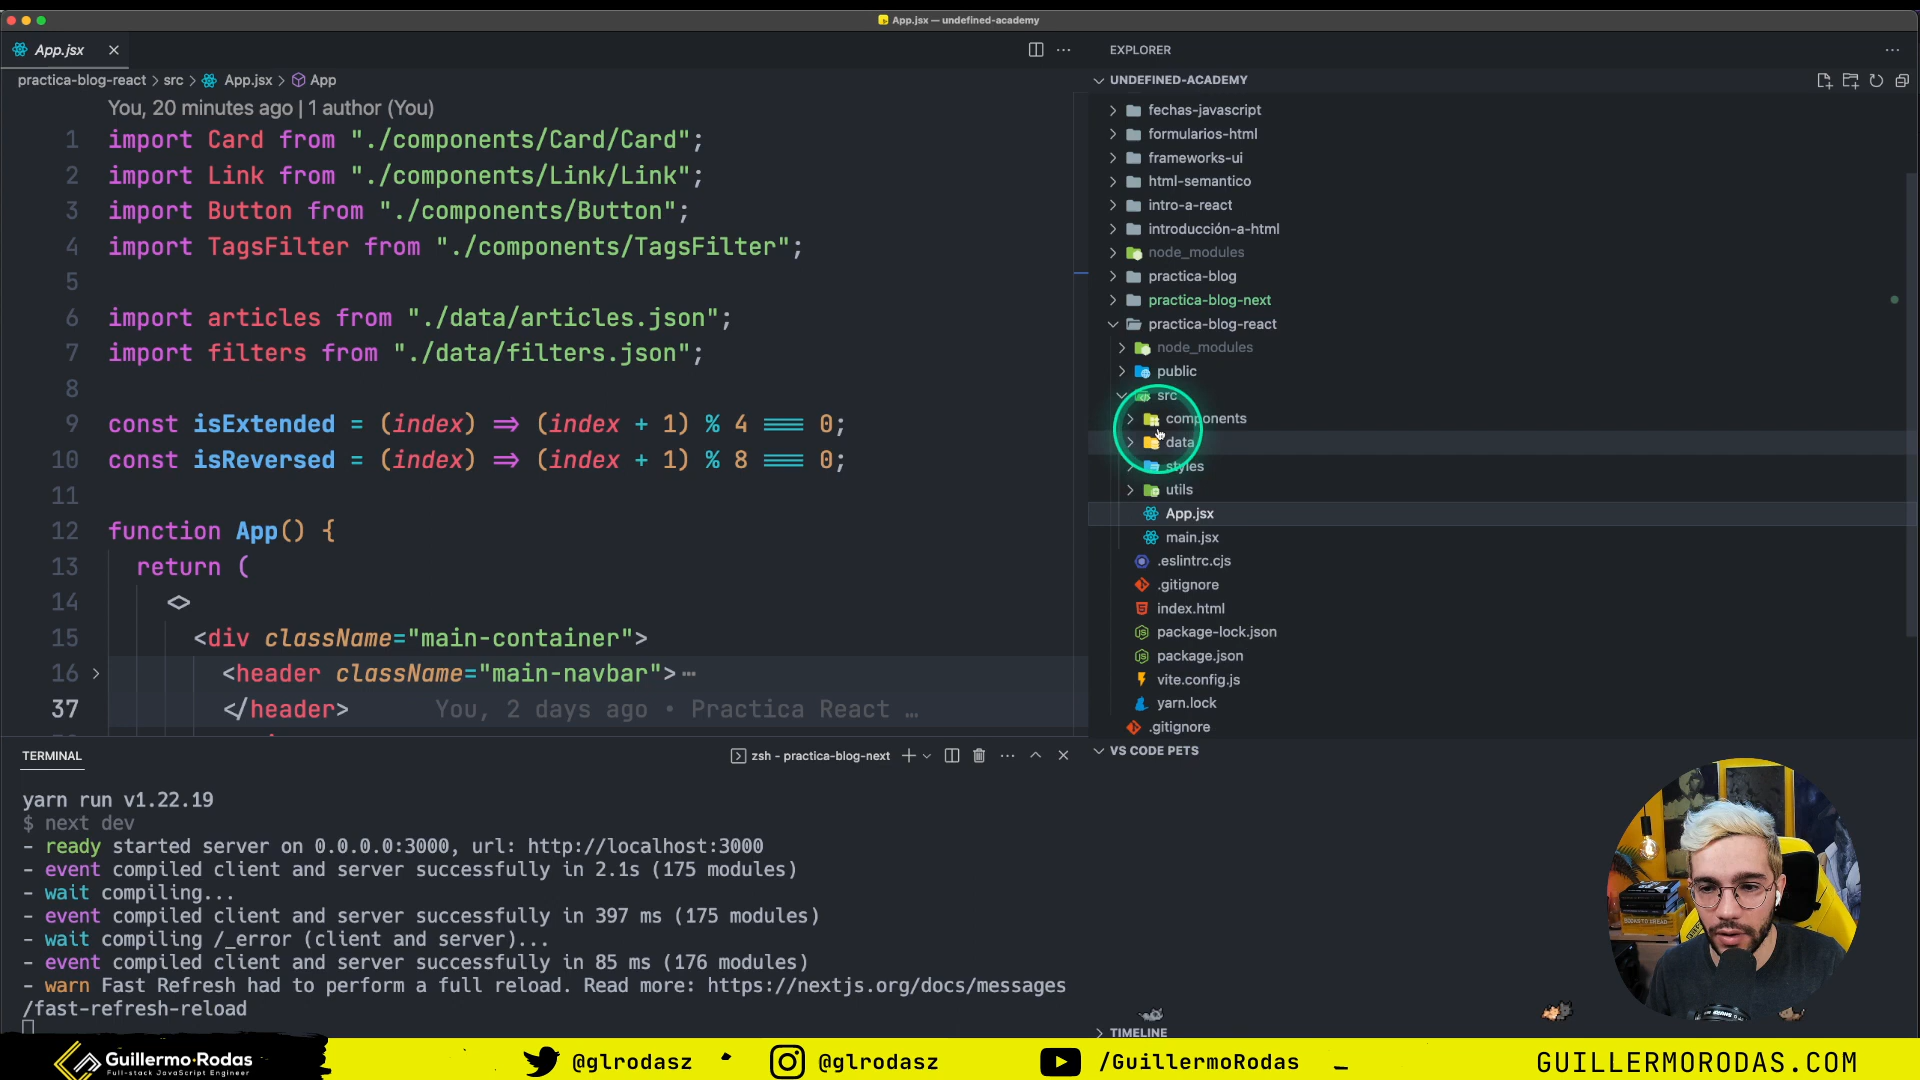 App.jsx — undefined-academy
App.jsx
practica-blog-react > src > App.jsx > App
You, 20 minutes ago | 1 author (You)
1 import Card from "./components/Card/Card";
2 import Link from "./components/Link/Link";
3 import Button from "./components/Button";
4 import TagsFilter from "./components/TagsFilter";
5
6 import articles from "./data/articles.json";
7 import filters from "./data/filters.json";
8
9 const isExtended = (index) => (index + 1) % 4 === 0;
10 const isReversed = (index) => (index + 1) % 8 === 0;
11
12 function App() {
13 return (
14 <>
15 <div className="main-container">
16 <header className="main-navbar">⋯
37 </header> You, 2 days ago • Practica React …
EXPLORER
UNDEFINED-ACADEMY
fechas-javascript
formularios-html
frameworks-ui
html-semantico
intro-a-react
introducción-a-html
node_modules
practica-blog
practica-blog-next
practica-blog-react
node_modules
public
src
components
data
styles
utils
App.jsx
main.jsx
.eslintrc.cjs
.gitignore
index.html
package-lock.json
package.json
vite.config.js
yarn.lock
.gitignore
VS CODE PETS
TIMELINE
TERMINAL
zsh - practica-blog-next
yarn run v1.22.19
$ next dev
- ready started server on 0.0.0.0:3000, url: http://localhost:3000
- event compiled client and server successfully in 2.1s (175 modules)
- wait compiling...
- event compiled client and server successfully in 397 ms (175 modules)
- wait compiling /_error (client and server)...
- event compiled client and server successfully in 85 ms (176 modules)
- warn Fast Refresh had to perform a full reload. Read more: https://nextjs.org/docs/messages
/fast-refresh-reload
Guillermo·Rodas
Full-stack JavaScript Engineer
@glrodasz
@glrodasz
/GuillermoRodas
GUILLERMORODAS.COM